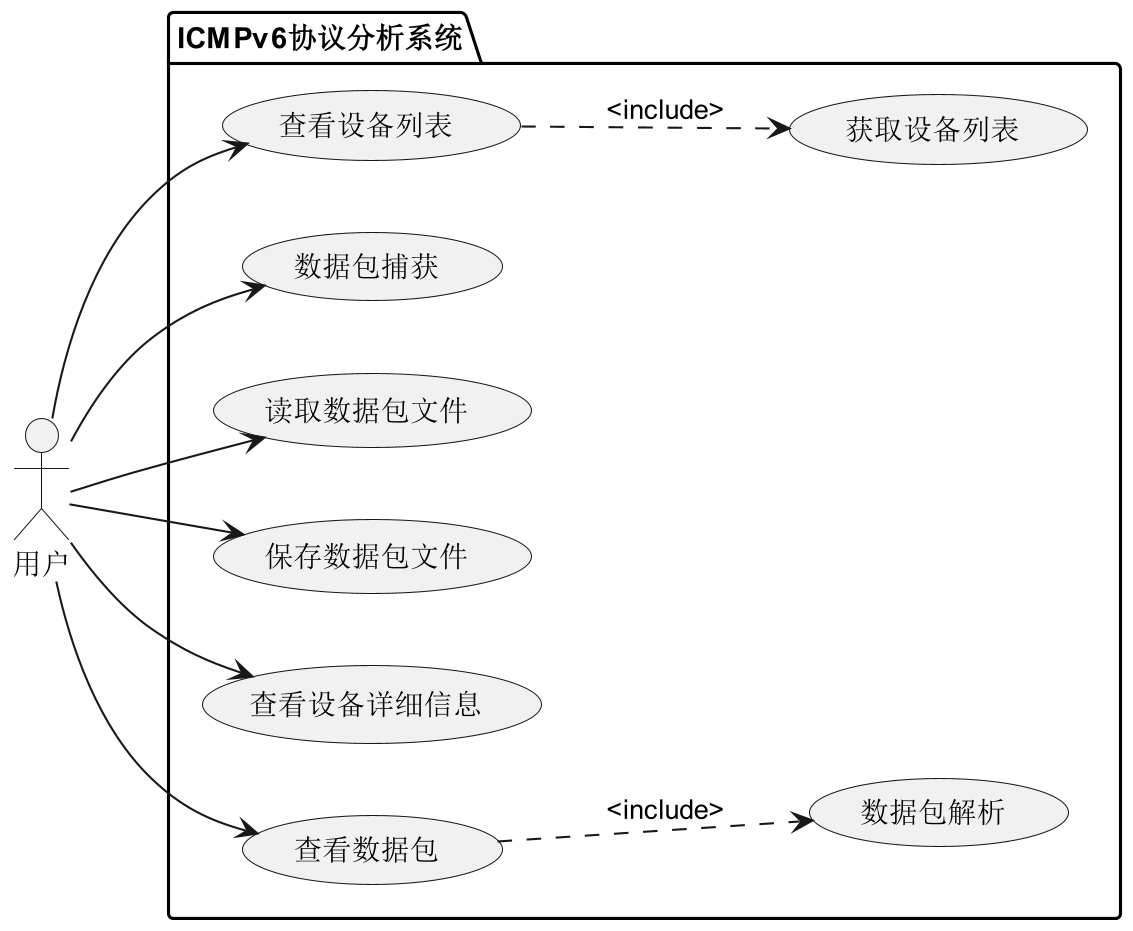 ICMPv6协议分析系统
查看设备列表
<include>
获取设备列表
数据包捕获
读取数据包文件
用户
保存数据包文件
查看设备详细信息
<include>
数据包解析
查看数据包